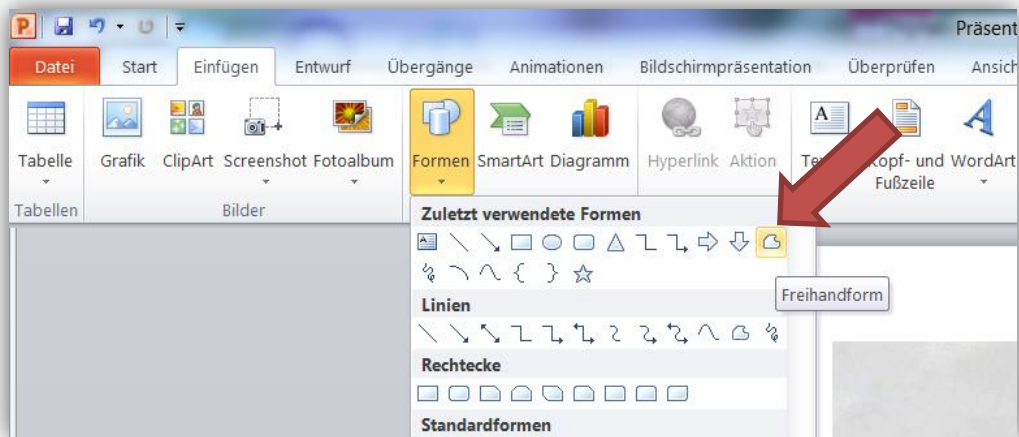 Präsent
Datei Start Einfügen Entwurf Übergänge Animationen Bildschirmpräsentation Überprüfen Ansich
Tabelle Grafik ClipArt Screenshot Fotoalbum Formen SmartArt Diagramm Hyperlink Aktion Kopf- und WordArt
Fußzeile
Tabellen Bilder
Zuletzt verwendete Formen
Freihandform
Linien
Rechtecke
Standardformen